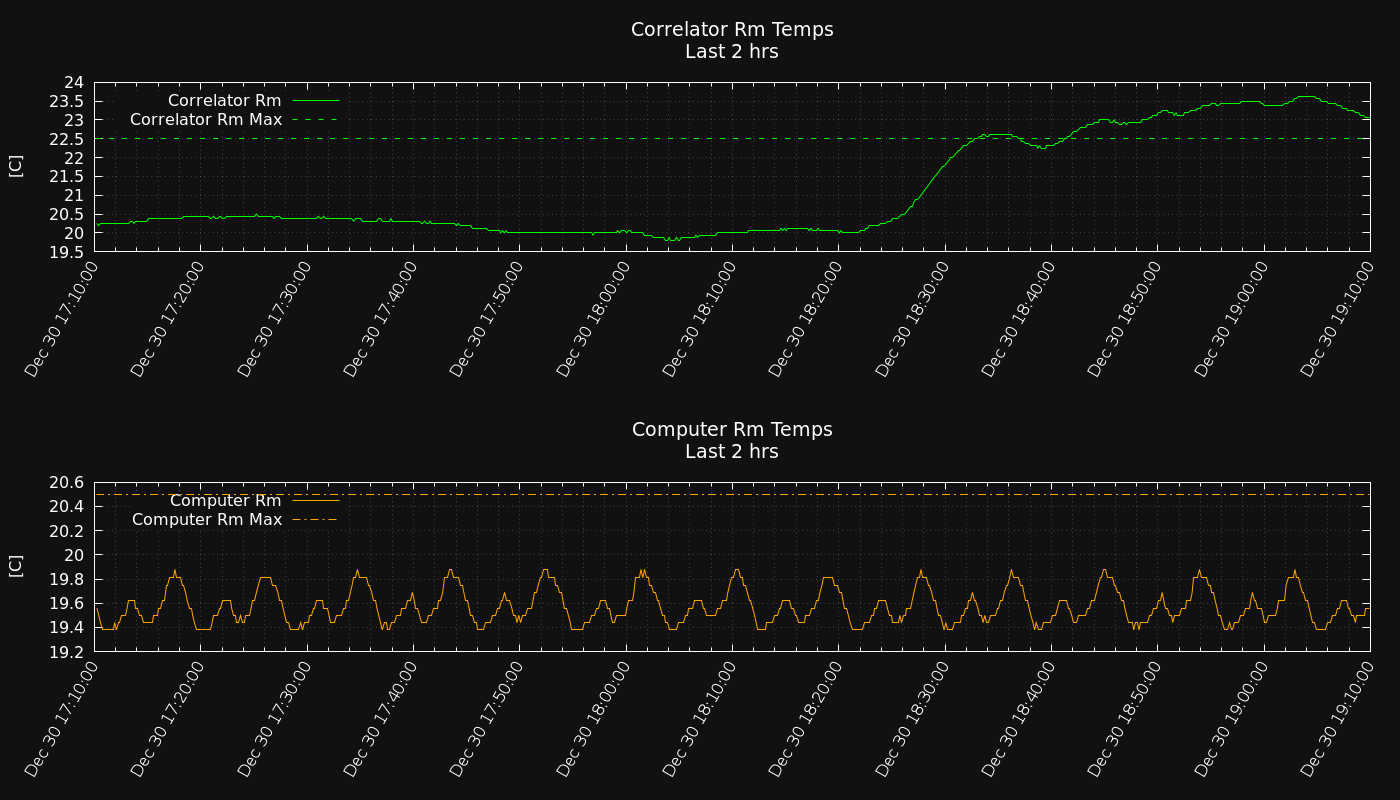 Correlator Rm Temps
Last 2 hrs
24
23.5
23
22.5
22
21.5
21
20.5
20
19.5
[C]
Correlator Rm
Correlator Rm Max
Dec 30 17:10:00
Dec 30 17:20:00
Dec 30 17:30:00
Dec 30 17:40:00
Dec 30 17:50:00
Dec 30 18:00:00
Dec 30 18:10:00
Dec 30 18:20:00
Dec 30 18:30:00
Dec 30 18:40:00
Dec 30 18:50:00
Dec 30 19:00:00
Dec 30 19:10:00
Computer Rm Temps
Last 2 hrs
20.6
20.4
20.2
20
19.8
19.6
19.4
19.2
[C]
Computer Rm
Computer Rm Max
Dec 30 17:10:00
Dec 30 17:20:00
Dec 30 17:30:00
Dec 30 17:40:00
Dec 30 17:50:00
Dec 30 18:00:00
Dec 30 18:10:00
Dec 30 18:20:00
Dec 30 18:30:00
Dec 30 18:40:00
Dec 30 18:50:00
Dec 30 19:00:00
Dec 30 19:10:00